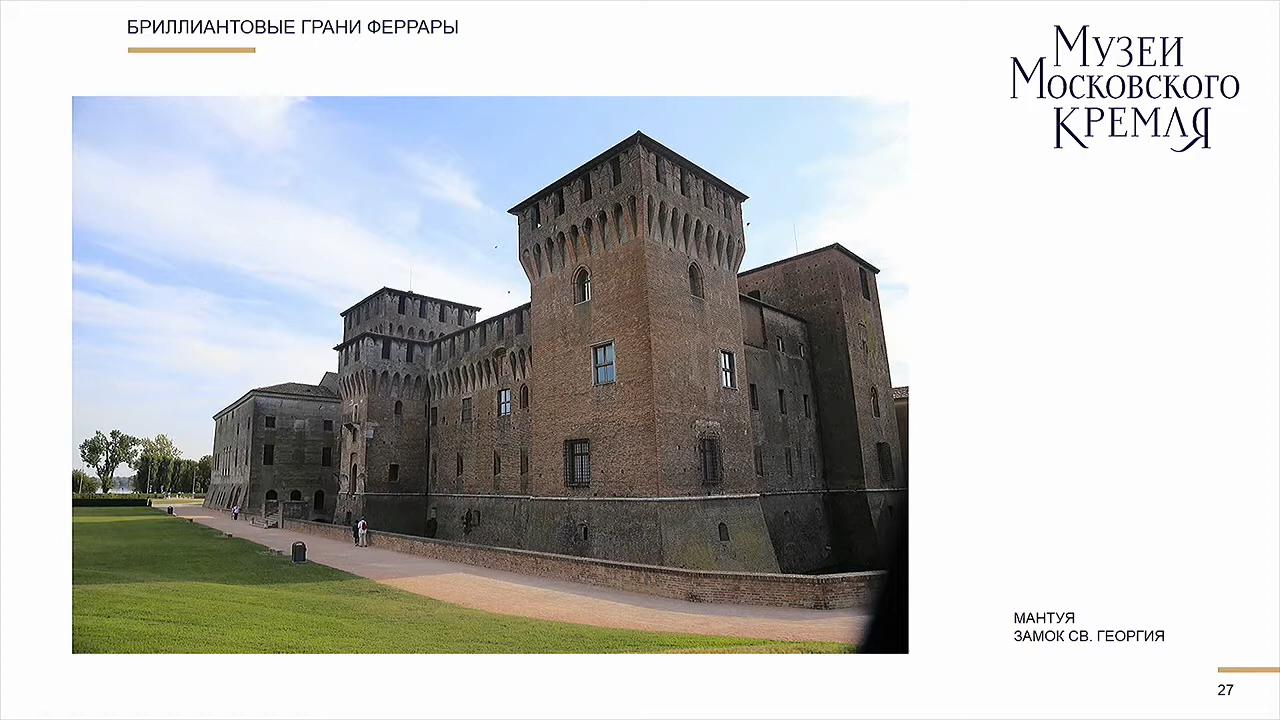 БРИЛЛИАНТОВЫЕ ГРАНИ ФЕРРАРЫ
Музеи
Московского
Кремля
МАНТУЯ
ЗАМОК СВ. ГЕОРГИЯ
27